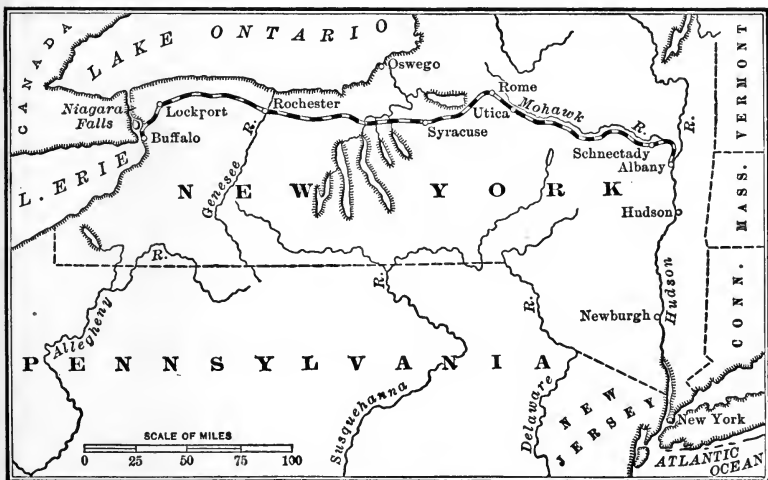 CANADA
LAKE ONTARIO
Oswego
Niagara
Falls
Lockport
Rochester
Rome
Mohawk
R.
Utica
Syracuse
Buffalo
L. ERIE
Genesee
R.
Schnectady
Albany
R.
VERMONT
NEW YORK
MASS.
Hudson
Hudson
CONN.
Newburgh
Allegheny
R.
R.
R.
PENNSYLVANIA
Susquehanna
Delaware
NEW
JERSEY
New York
ATLANTIC
OCEAN
SCALE OF MILES
0 25 50 75 100